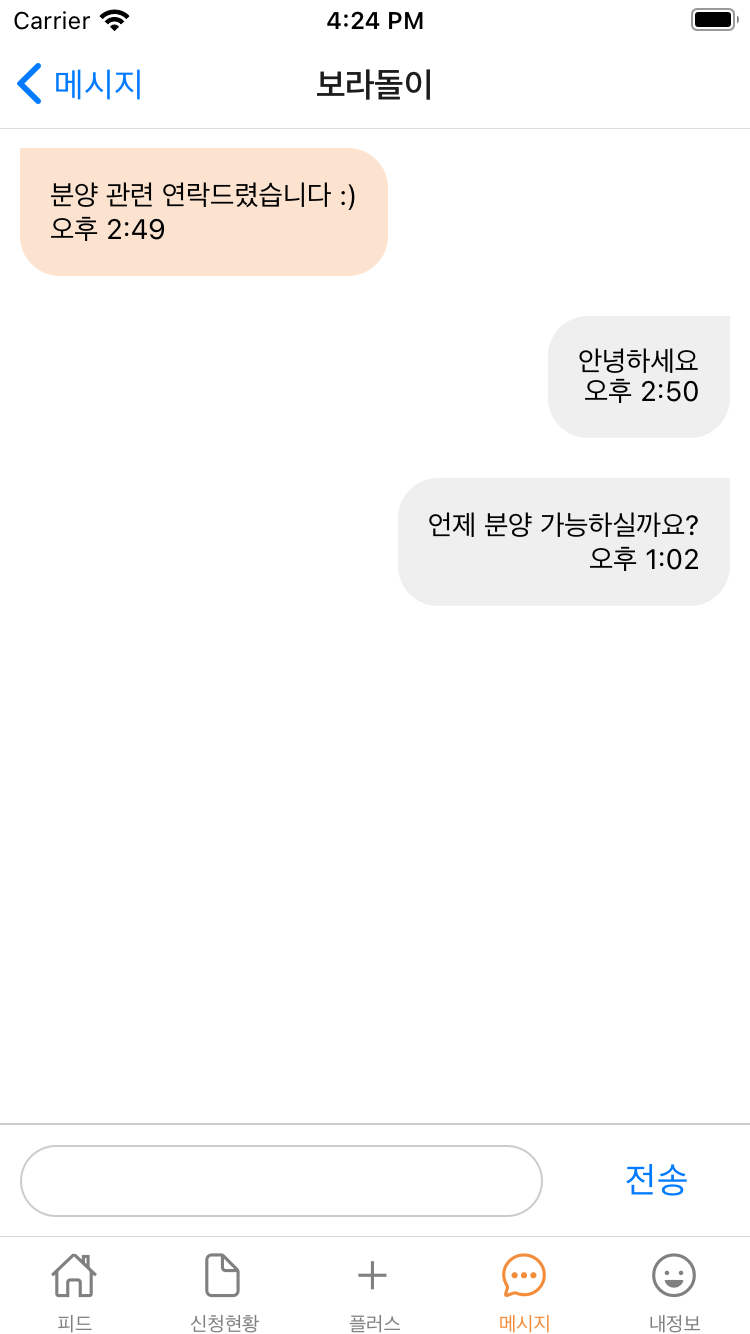 Carrier 4:24 PM
메시지 보라돌이
분양 관련 연락드렸습니다 :)
오후 2:49
안녕하세요
오후 2:50
언제 분양 가능하실까요?
오후 1:02
전송
피드 신청현황 플러스 메시지 내정보